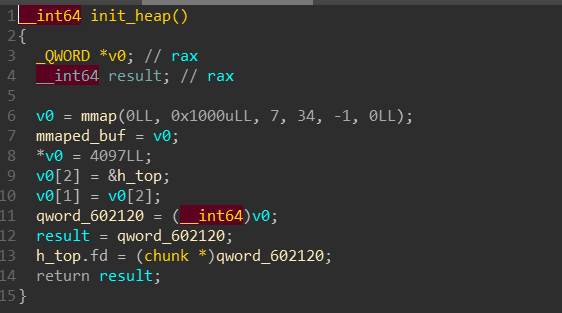 1 __int64 init_heap()
2 {
3 _QWORD *v0; // rax
4 __int64 result; // rax
5
6 v0 = mmap(0LL, 0x1000uLL, 7, 34, -1, 0LL);
7 mmaped_buf = v0;
8 *v0 = 4097LL;
9 v0[2] = &h_top;
10 v0[1] = v0[2];
11 qword_602120 = (__int64)v0;
12 result = qword_602120;
13 h_top.fd = (chunk *)qword_602120;
14 return result;
15 }